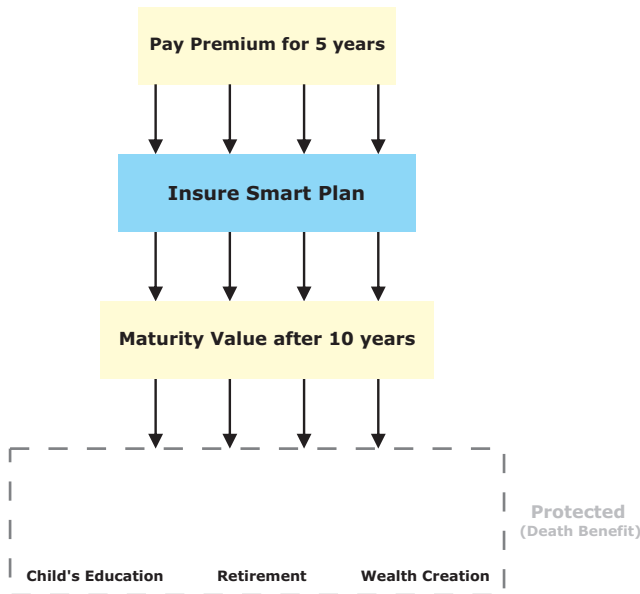 Pay Premium for 5 years
Insure Smart Plan
Maturity Value after 10 years
Protected
(Death Benefit)
Child's Education Retirement Wealth Creation